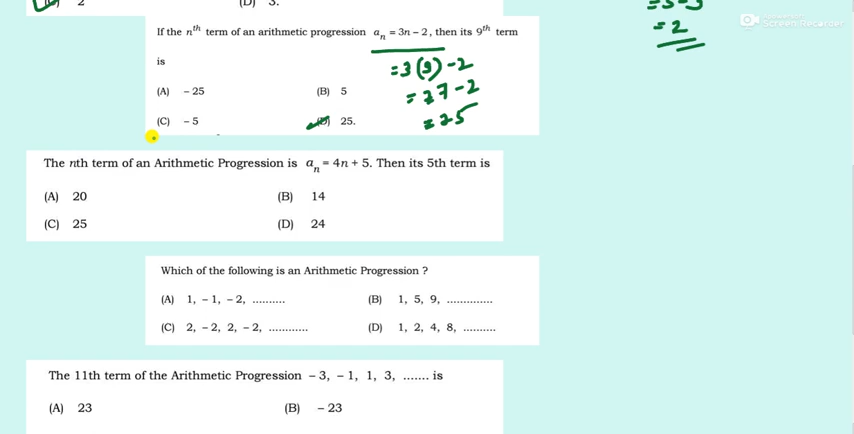 2 (D) 3.
= 2
Screen Recorder
If the nth term of an arithmetic progression an = 3n – 2, then its 9th term
is
= 3 (9) - 2
(A) – 25 (B) 5
= 27 - 2
(C) – 5 (D) 25.
= 25
The nth term of an Arithmetic Progression is an = 4n + 5. Then its 5th term is
(A) 20 (B) 14
(C) 25 (D) 24
Which of the following is an Arithmetic Progression ?
(A) 1, – 1, – 2, .......... (B) 1, 5, 9, ..............
(C) 2, – 2, 2, – 2, ............ (D) 1, 2, 4, 8, ..........
The 11th term of the Arithmetic Progression – 3, – 1, 1, 3, ....... is
(A) 23 (B) – 23